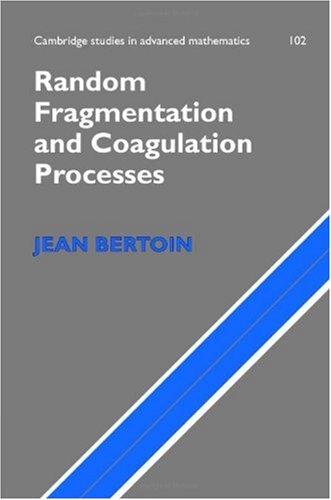 Cambridge studies in advanced mathematics 102
Random
Fragmentation
and Coagulation
Processes
JEAN BERTOIN